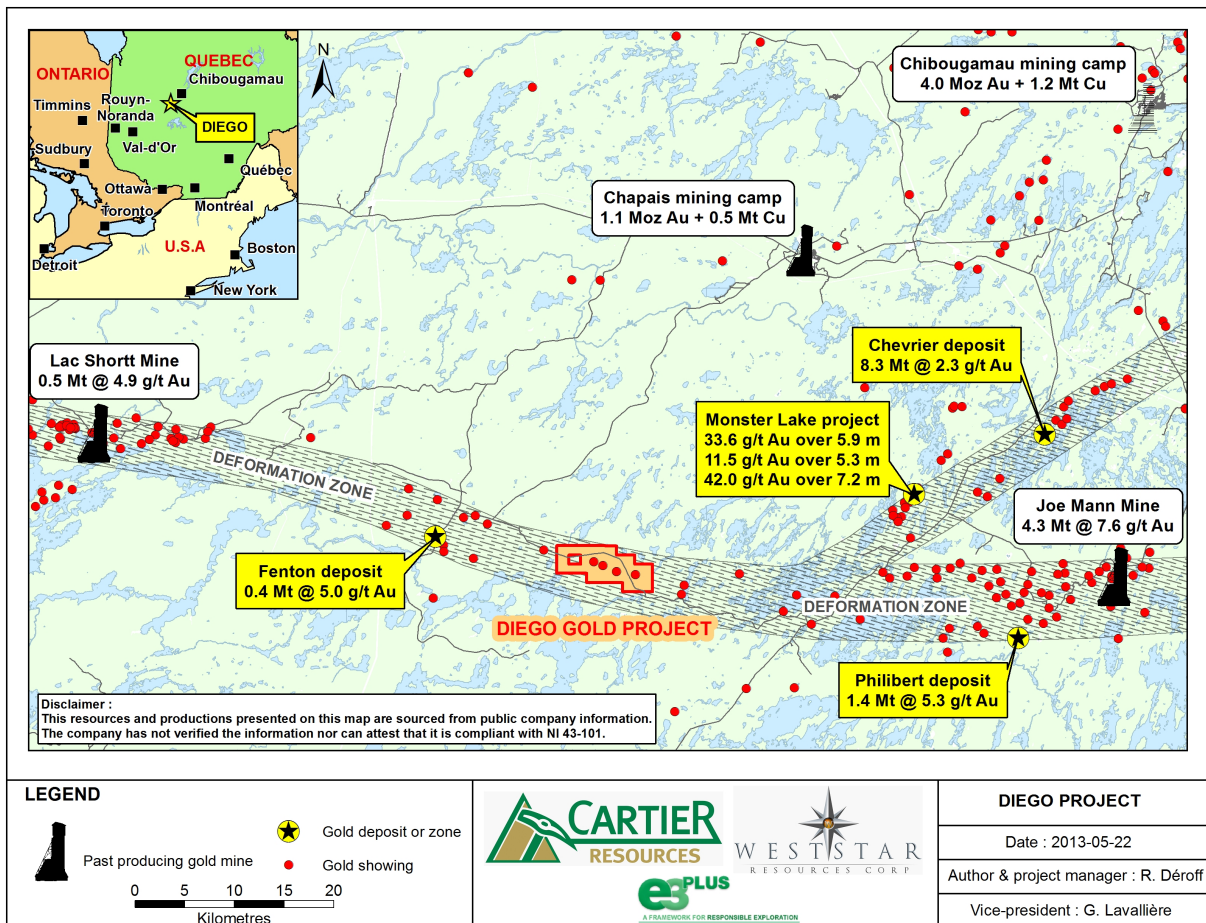 N
ONTARIO
QUEBEC
Chibougamau
Timmins
Rouyn-
Noranda
DIEGO
Val-d'Or
Sudbury
Québec
Ottawa
Montréal
Toronto
U.S.A
Boston
Detroit
New York
Chibougamau mining camp
4.0 Moz Au + 1.2 Mt Cu
Chapais mining camp
1.1 Moz Au + 0.5 Mt Cu
Lac Shortt Mine
0.5 Mt @ 4.9 g/t Au
Chevrier deposit
8.3 Mt @ 2.3 g/t Au
Monster Lake project
33.6 g/t Au over 5.9 m
11.5 g/t Au over 5.3 m
42.0 g/t Au over 7.2 m
DEFORMATION ZONE
Joe Mann Mine
4.3 Mt @ 7.6 g/t Au
Fenton deposit
0.4 Mt @ 5.0 g/t Au
DEFORMATION ZONE
DIEGO GOLD PROJECT
Philibert deposit
1.4 Mt @ 5.3 g/t Au
Disclaimer :
This resources and productions presented on this map are sourced from public company information.
The company has not verified the information nor can attest that it is compliant with NI 43-101.
LEGEND
Past producing gold mine
Gold deposit or zone
Gold showing
0 3 5 10 15 20
Kilometres
CARTIER
RESOURCES
WESTSTAR
RESOURCES CORP
e3PLUS
A FRAMEWORK FOR RESPONSIBLE EXPLORATION
DIEGO PROJECT
Date : 2013-05-22
Author & project manager : R. Déroff
Vice-president : G. Lavallière